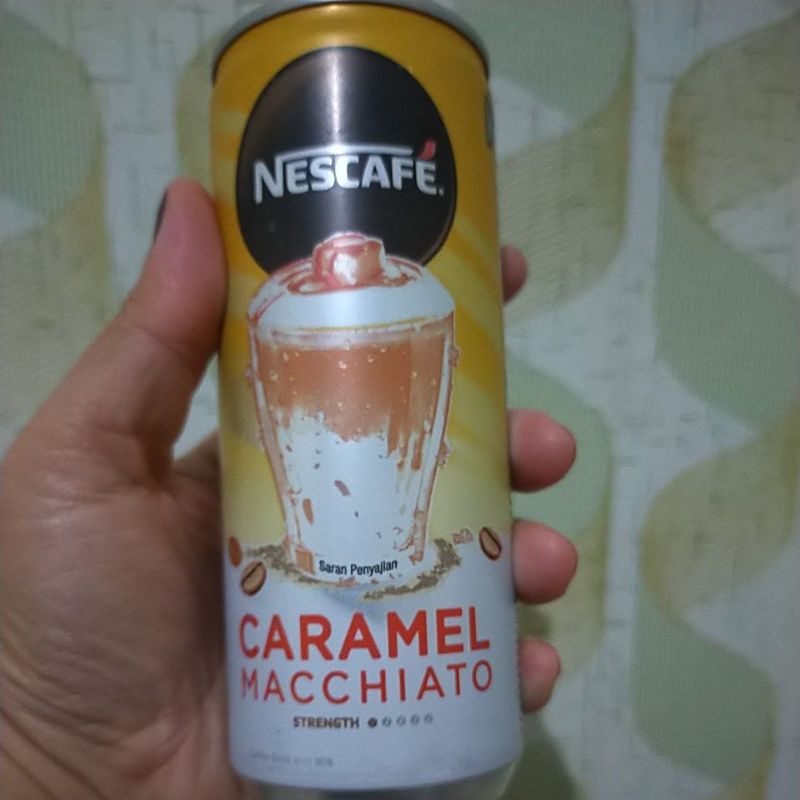 NESCAFÉ.
Saran Penyajian
CARAMEL
MACCHIATO
STRENGTH